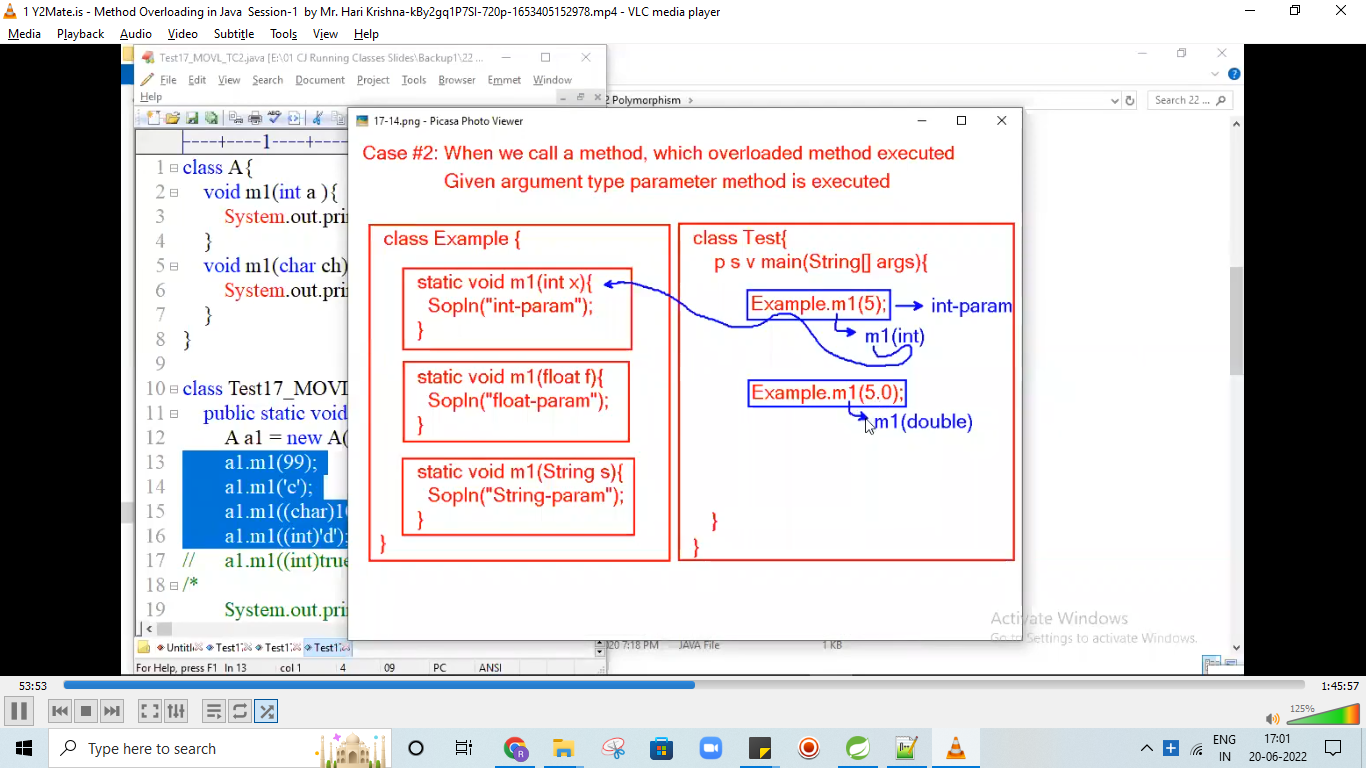 1 Y2Mate.is - Method Overloading in Java Session-1 by Mr. Hari Krishna-kBy2gq1P7SI-720p-1653405152978.mp4 - VLC media player
Media Playback Audio Video Subtitle Tools View Help
Test17_MOVL_TC2.java [E:\01 CJ Running Classes Slides\Backup1\22 ...
File Edit View Search Document Project Tools Browser Emmet Window
Help
2 Polymorphism
Search 22 ...
17-14.png - Picasa Photo Viewer
----+----1----+----
1 class A{
2 void m1(int a ){
3 System.out.prin
4 }
5 void m1(char ch)
6 System.out.prin
7 }
8 }
9
10 class Test17_MOVL
11 public static void
12 A a1 = new A(
13 a1.m1(99);
14 a1.m1('c');
15 a1.m1((char)10
16 a1.m1((int)'d');
17 // a1.m1((int)true
18 /*
19 System.out.prin
Case #2: When we call a method, which overloaded method executed
Given argument type parameter method is executed
class Example {
static void m1(int x){
Sopln("int-param");
}
static void m1(float f){
Sopln("float-param");
}
static void m1(String s){
Sopln("String-param");
}
}
class Test{
p s v main(String[] args){
Example.m1(5);
int-param
m1(int)
Example.m1(5.0);
m1(double)
}
}
Activate Windows
Go to Settings to activate Windows.
Untitl Test1 Test1 Test1
020 7:18 PM JAVA File 1 KB
For Help, press F1 ln 13 col 1 4 09 PC ANSI
53:53
1:45:57
125%
Type here to search
ENG
IN
17:01
20-06-2022